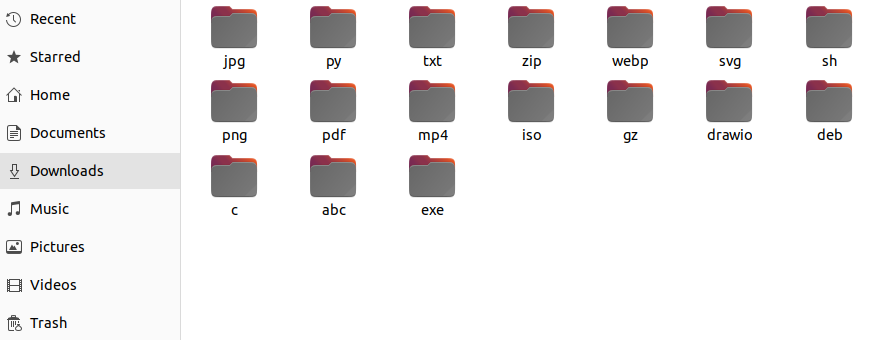 Recent
Starred
Home
Documents
Downloads
Music
Pictures
Videos
Trash
jpg py txt zip webp svg sh
png pdf mp4 iso gz drawio deb
c abc exe